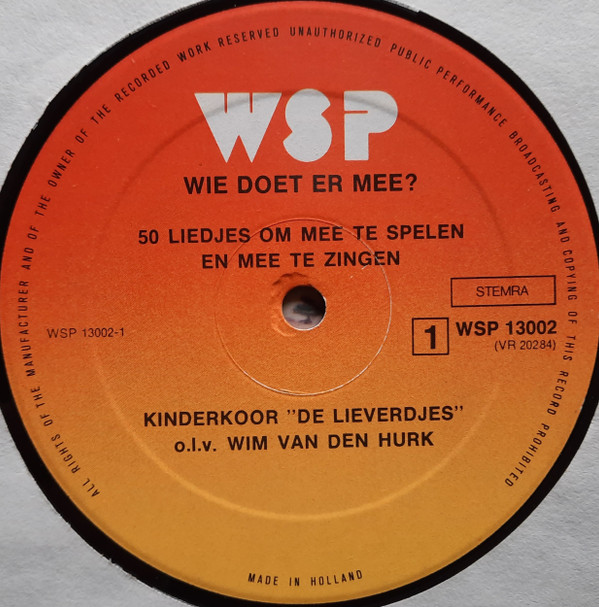 ALL RIGHTS OF THE MANUFACTURER AND OF THE OWNER OF THE RECORDED WORK RESERVED UNAUTHORIZED PUBLIC PERFORMANCE BROADCASTING AND COPYING OF THIS RECORD PROHIBITED
WSP
WIE DOET ER MEE?
50 LIEDJES OM MEE TE SPELEN
EN MEE TE ZINGEN
STEMRA
WSP 13002-1
1 WSP 13002
(VR 20284)
KINDERKOOR "DE LIEVERDJES"
o.l.v. WIM VAN DEN HURK
MADE IN HOLLAND